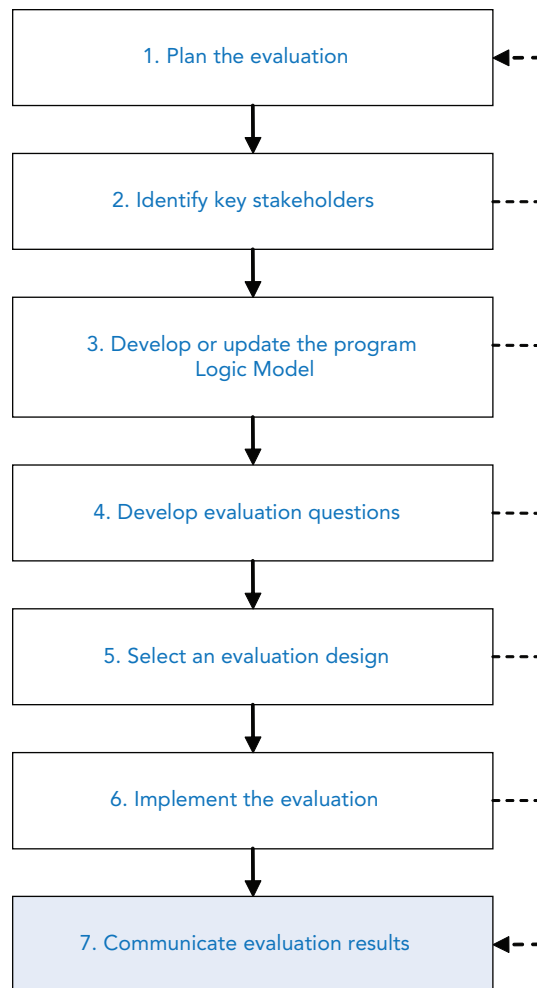 1. Plan the evaluation
2. Identify key stakeholders
3. Develop or update the program
Logic Model
4. Develop evaluation questions
5. Select an evaluation design
6. Implement the evaluation
7. Communicate evaluation results